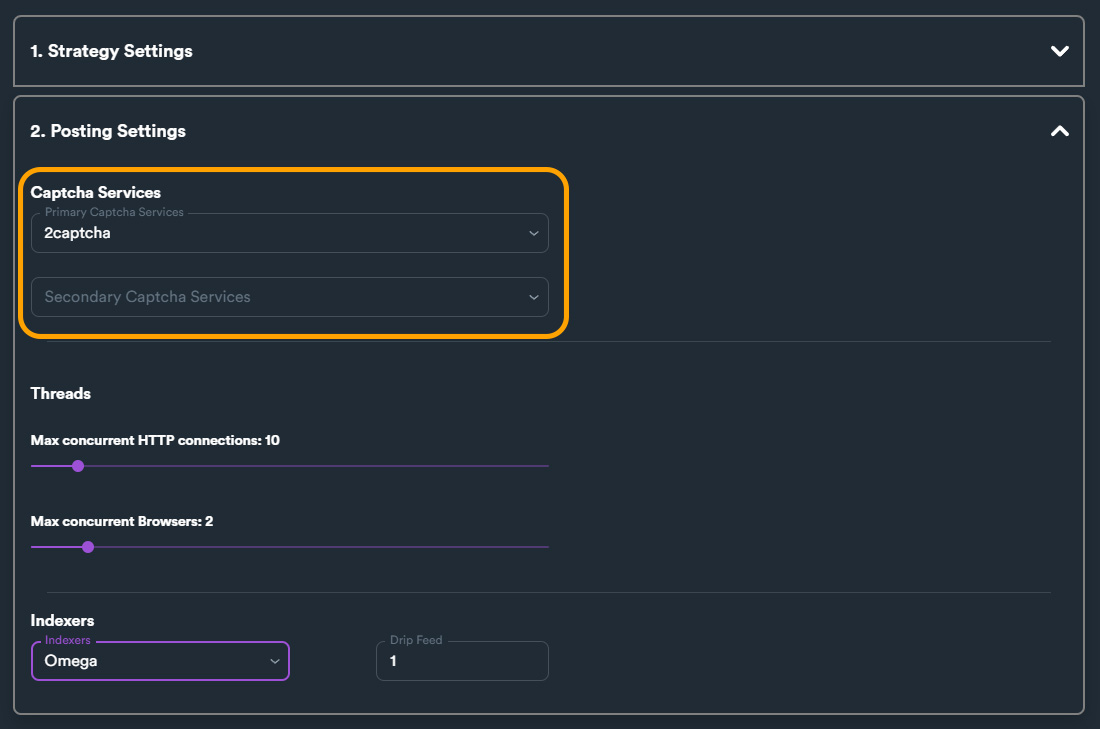 1. Strategy Settings
2. Posting Settings
Captcha Services
Primary Captcha Services
2captcha
Secondary Captcha Services
Threads
Max concurrent HTTP connections: 10
Max concurrent Browsers: 2
Indexers
Indexers
Omega
Drip Feed
1